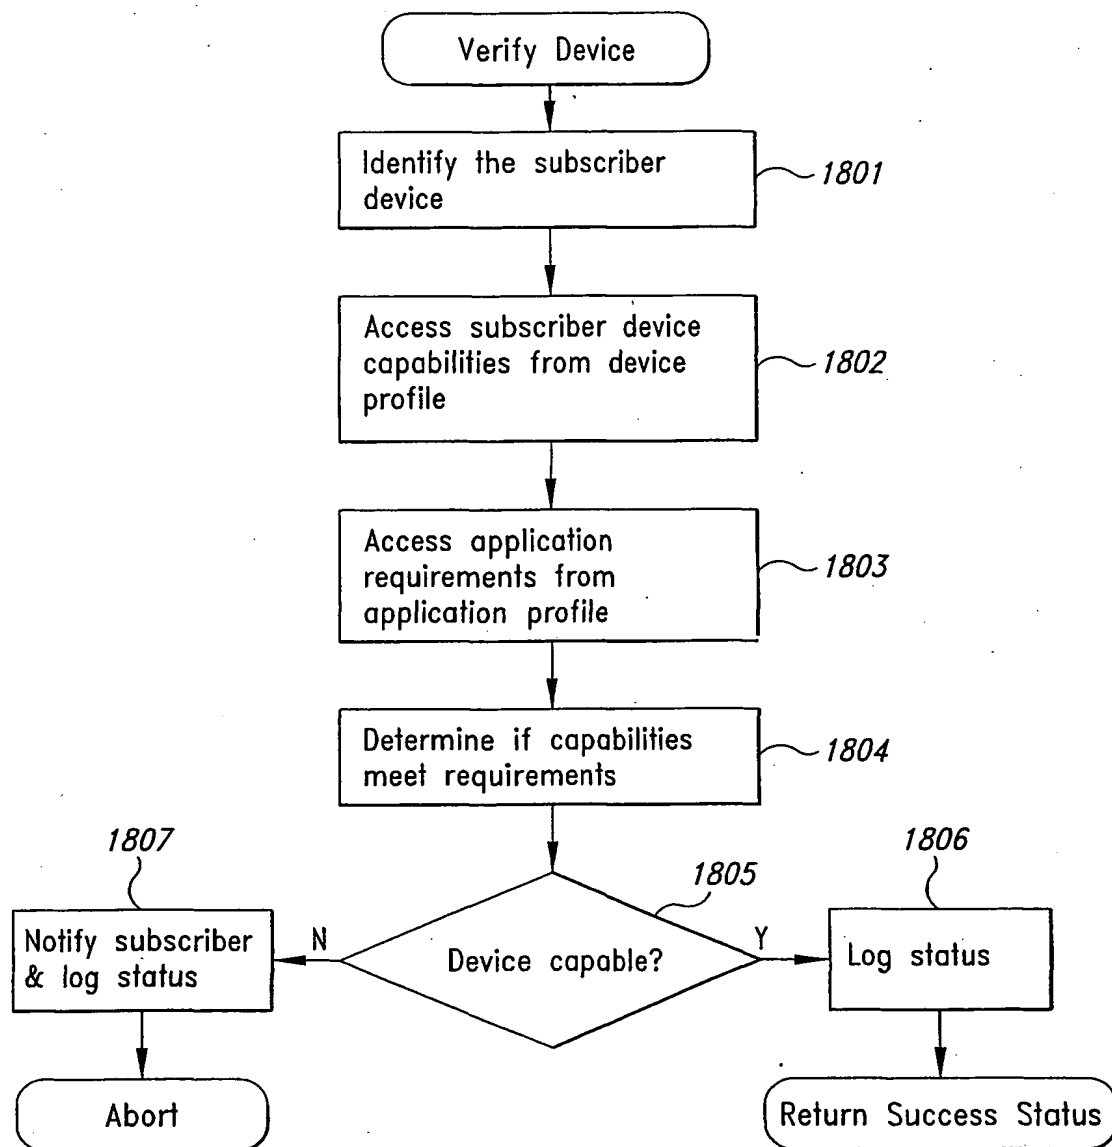 Verify Device
Identify the subscriber
device
1801
Access subscriber device
capabilities from device
profile
1802
Access application
requirements from
application profile
1803
Determine if capabilities
meet requirements
1804
1807
1806
1805
Notify subscriber
& log status
N
Device capable?
Y
Log status
Abort
Return Success Status